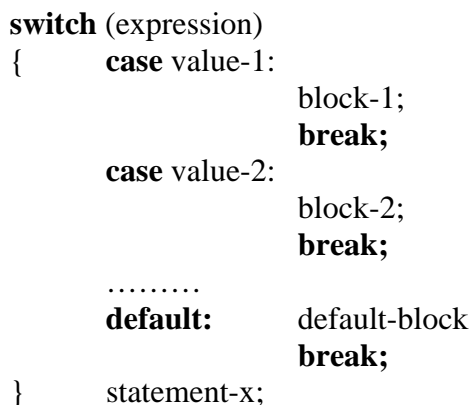 switch (expression)
{ case value-1:
block-1;
break;
case value-2:
block-2;
break;
………
default: default-block
break;
} statement-x;